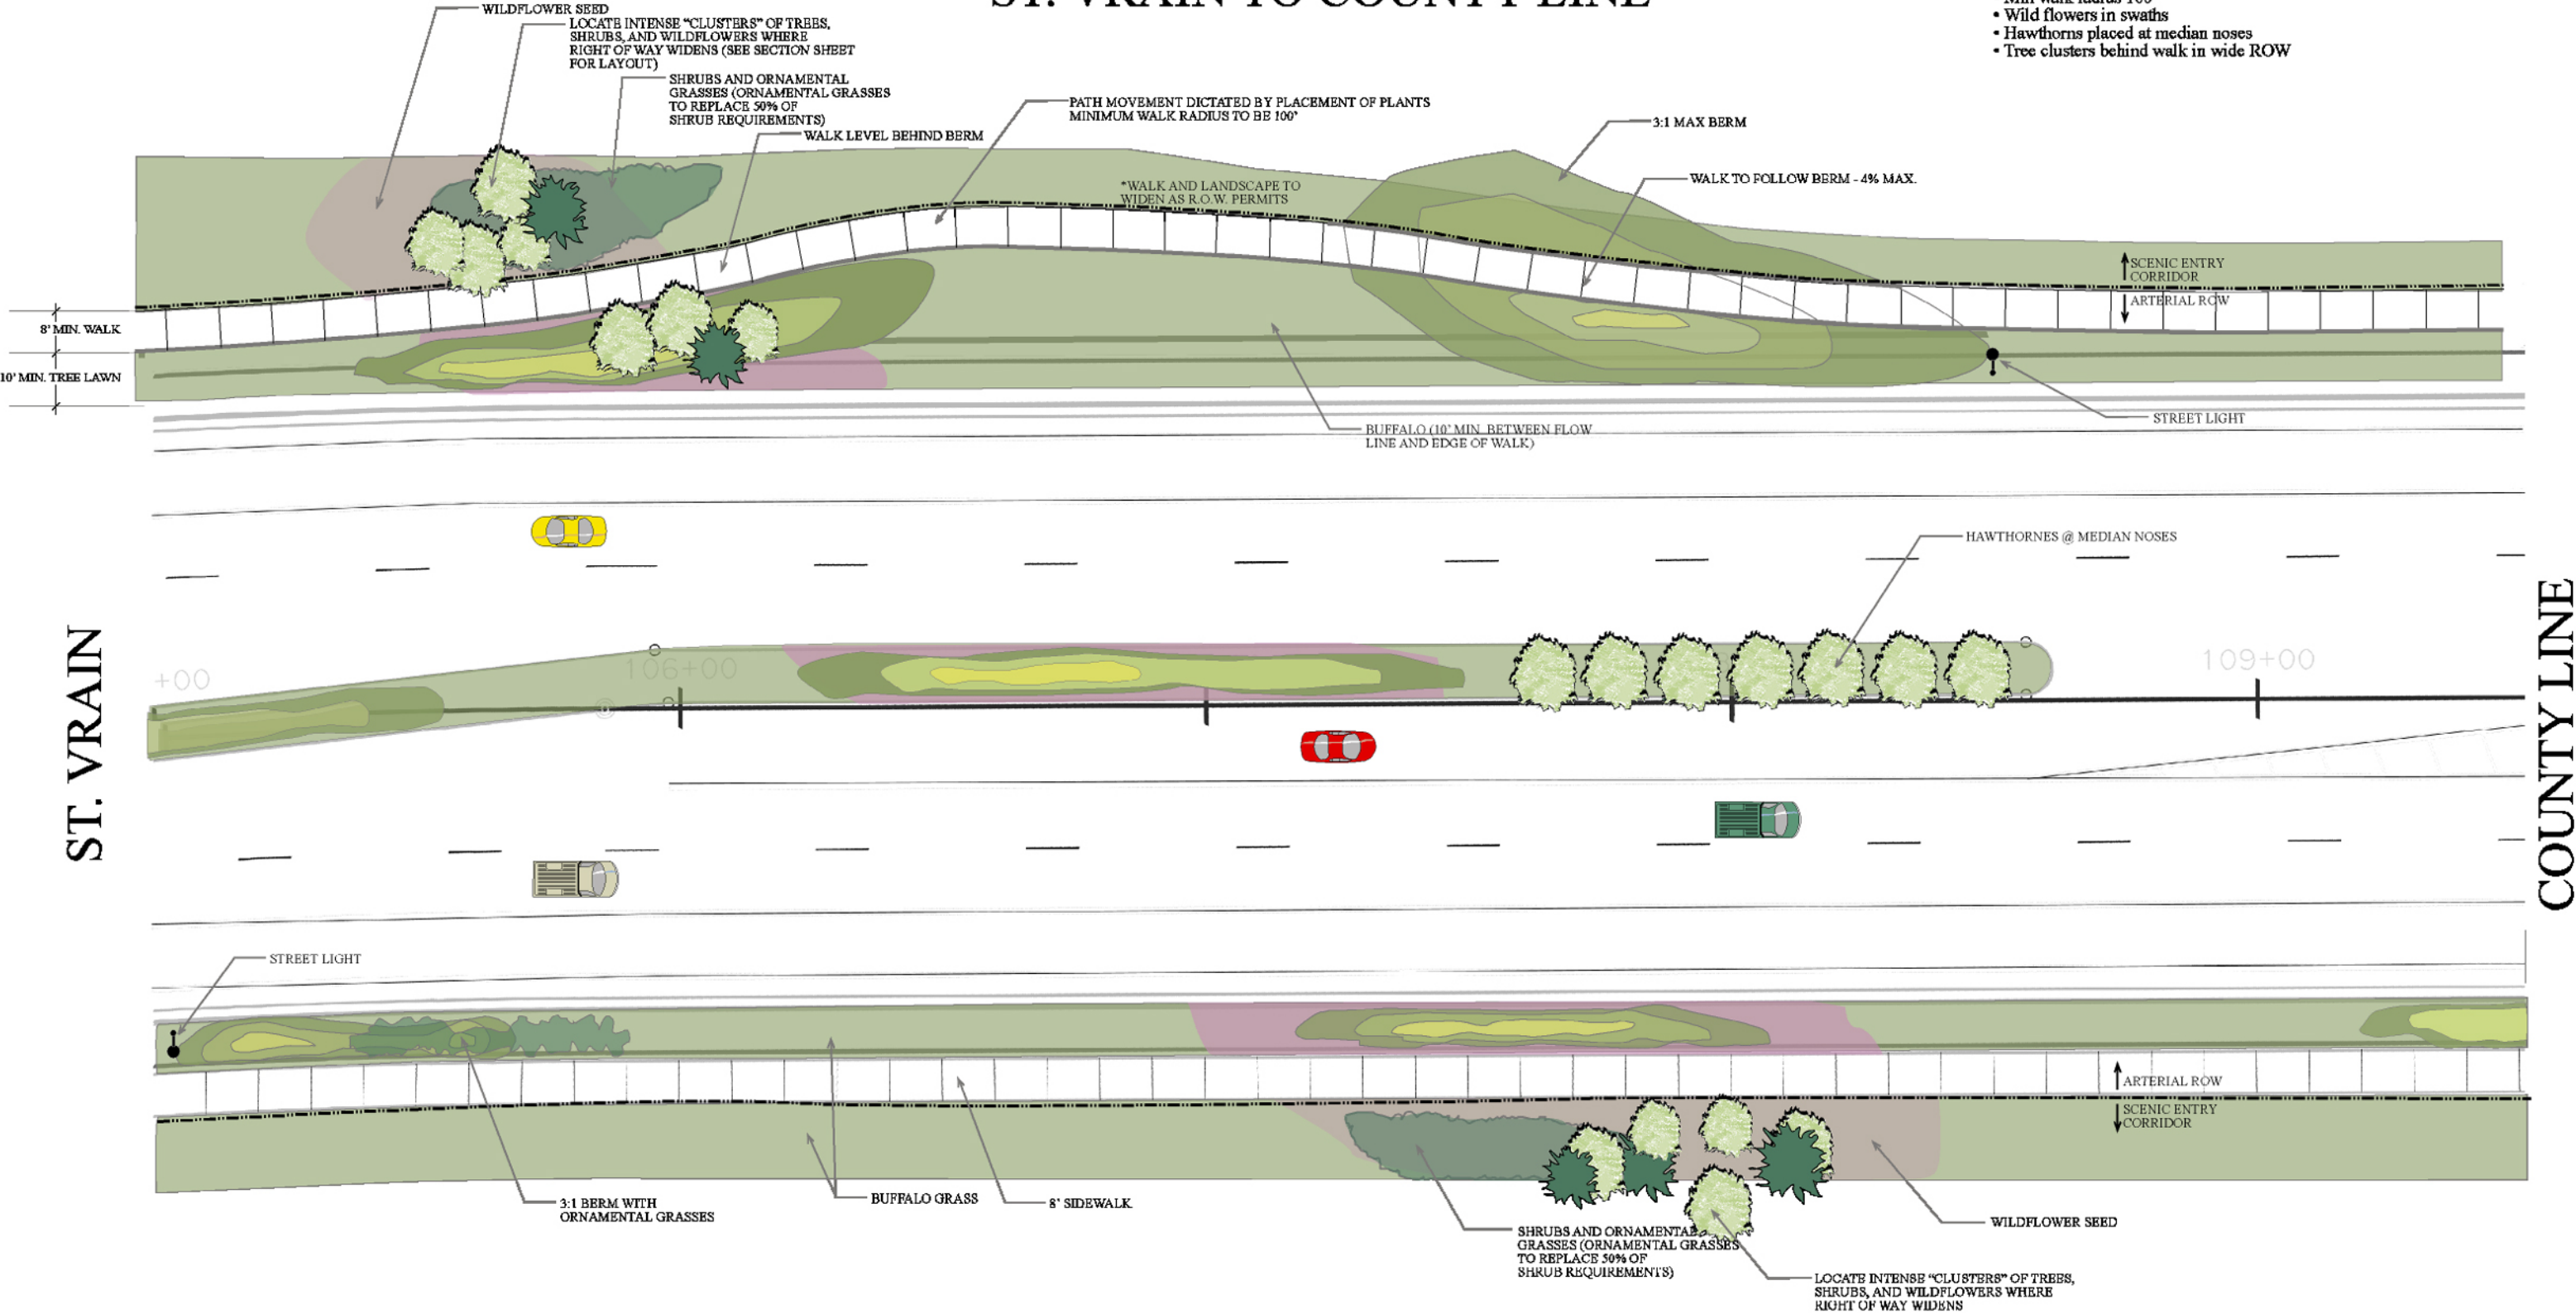 ST. VRAIN TO COUNTY LINE
• Min walk radius 100'
• Wild flowers in swaths
• Hawthorns placed at median noses
• Tree clusters behind walk in wide ROW
WILDFLOWER SEED
LOCATE INTENSE “CLUSTERS” OF TREES,
SHRUBS, AND WILDFLOWERS WHERE
RIGHT OF WAY WIDENS (SEE SECTION SHEET
FOR LAYOUT)
SHRUBS AND ORNAMENTAL
GRASSES (ORNAMENTAL GRASSES
TO REPLACE 50% OF
SHRUB REQUIREMENTS)
WALK LEVEL BEHIND BERM
PATH MOVEMENT DICTATED BY PLACEMENT OF PLANTS
MINIMUM WALK RADIUS TO BE 100'
3:1 MAX BERM
WALK TO FOLLOW BERM - 4% MAX.
*WALK AND LANDSCAPE TO
WIDEN AS R.O.W. PERMITS
SCENIC ENTRY
CORRIDOR
ARTERIAL ROW
8' MIN. WALK
10' MIN. TREE LAWN
STREET LIGHT
BUFFALO (10' MIN. BETWEEN FLOW
LINE AND EDGE OF WALK)
HAWTHORNES @ MEDIAN NOSES
ST. VRAIN
COUNTY LINE
+00
106+00
109+00
STREET LIGHT
ARTERIAL ROW
SCENIC ENTRY
CORRIDOR
3:1 BERM WITH
ORNAMENTAL GRASSES
BUFFALO GRASS
8' SIDEWALK
SHRUBS AND ORNAMENTAL
GRASSES (ORNAMENTAL GRASSES
TO REPLACE 50% OF
SHRUB REQUIREMENTS)
WILDFLOWER SEED
LOCATE INTENSE “CLUSTERS” OF TREES,
SHRUBS, AND WILDFLOWERS WHERE
RIGHT OF WAY WIDENS